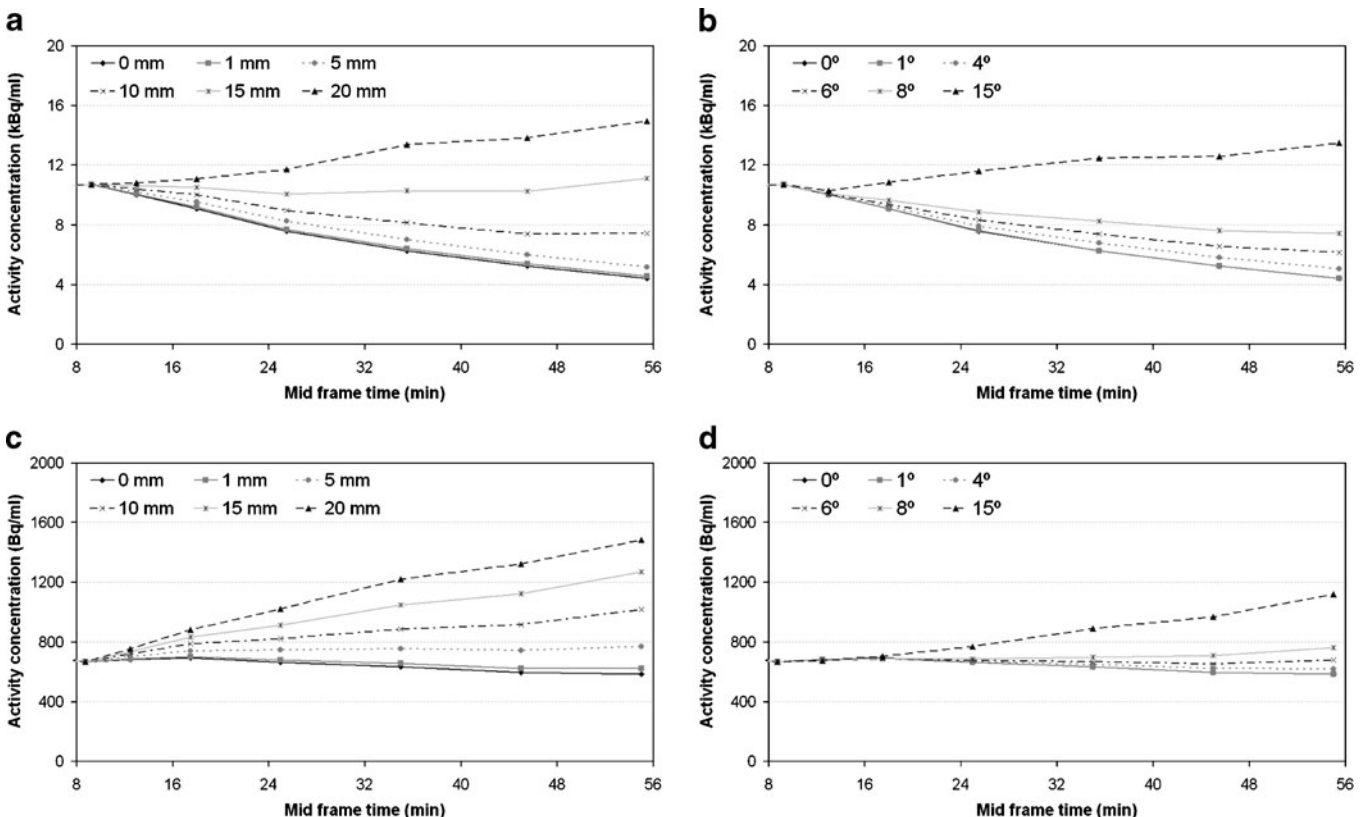 a
20
16
12
8
4
0
Activity concentration (kBq/ml)
0 mm 1 mm 5 mm
10 mm 15 mm 20 mm
8 16 24 32 40 48 56
Mid frame time (min)
b
20
16
12
8
4
0
Activity concentration (kBq/ml)
0º 1º 4º
6º 8º 15º
8 16 24 32 40 48 56
Mid frame time (min)
c
2000
1600
1200
800
400
0
Activity concentration (Bq/ml)
0 mm 1 mm 5 mm
10 mm 15 mm 20 mm
8 16 24 32 40 48 56
Mid frame time (min)
d
2000
1600
1200
800
400
0
Activity concentration (Bq/ml)
0º 1º 4º
6º 8º 15º
8 16 24 32 40 48 56
Mid frame time (min)